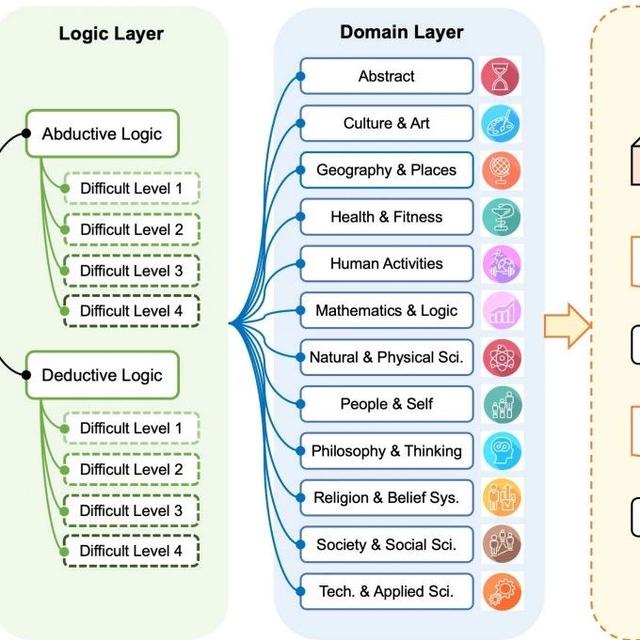 Logic Layer
Abductive Logic
Difficult Level 1
Difficult Level 2
Difficult Level 3
Difficult Level 4
Deductive Logic
Difficult Level 1
Difficult Level 2
Difficult Level 3
Difficult Level 4
Domain Layer
Abstract
Culture & Art
Geography & Places
Health & Fitness
Human Activities
Mathematics & Logic
Natural & Physical Sci.
People & Self
Philosophy & Thinking
Religion & Belief Sys.
Society & Social Sci.
Tech. & Applied Sci.